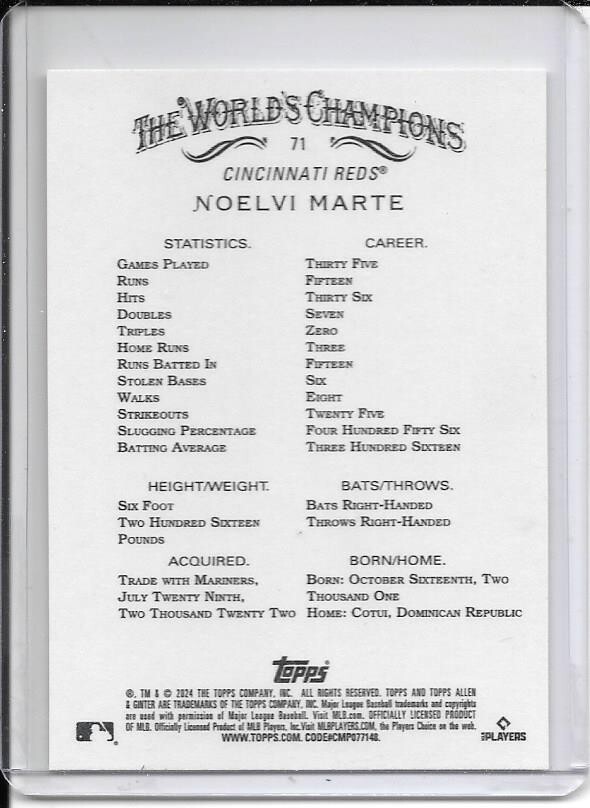 THE WORLD'S CHAMPIONS
71
CINCINNATI REDS®
NOELVI MARTE
STATISTICS. CAREER.
GAMES PLAYED THIRTY FIVE
RUNS FIFTEEN
HITS THIRTY SIX
DOUBLES SEVEN
TRIPLES ZERO
HOME RUNS THREE
RUNS BATTED IN FIFTEEN
STOLEN BASES SIX
WALKS EIGHT
STRIKEOUTS TWENTY FIVE
SLUGGING PERCENTAGE FOUR HUNDRED FIFTY SIX
BATTING AVERAGE THREE HUNDRED SIXTEEN
HEIGHT/WEIGHT.
SIX FOOT
TWO HUNDRED SIXTEEN
POUNDS
BATS/THROWS.
BATS RIGHT-HANDED
THROWS RIGHT-HANDED
ACQUIRED.
TRADE WITH MARINERS,
JULY TWENTY NINTH,
TWO THOUSAND TWENTY TWO
BORN/HOME.
BORN: OCTOBER SIXTEENTH, TWO
THOUSAND ONE
HOME: COTUI, DOMINICAN REPUBLIC
topps
®, TM & © 2024 THE TOPPS COMPANY, INC. ALL RIGHTS RESERVED. TOPPS AND TOPPS ALLEN
& GINTER ARE TRADEMARKS OF THE TOPPS COMPANY, INC. Major League Baseball trademarks and copyrights
are used with permission of Major League Baseball. Visit MLB.com. OFFICIALLY LICENSED PRODUCT
OF MLB. Officially Licensed Product of MLB Players, Inc. Visit MLBPLAYERS.COM, the Players Choice on the web.
WWW.TOPPS.COM. CODE#CMP077148.
MLB PLAYERS